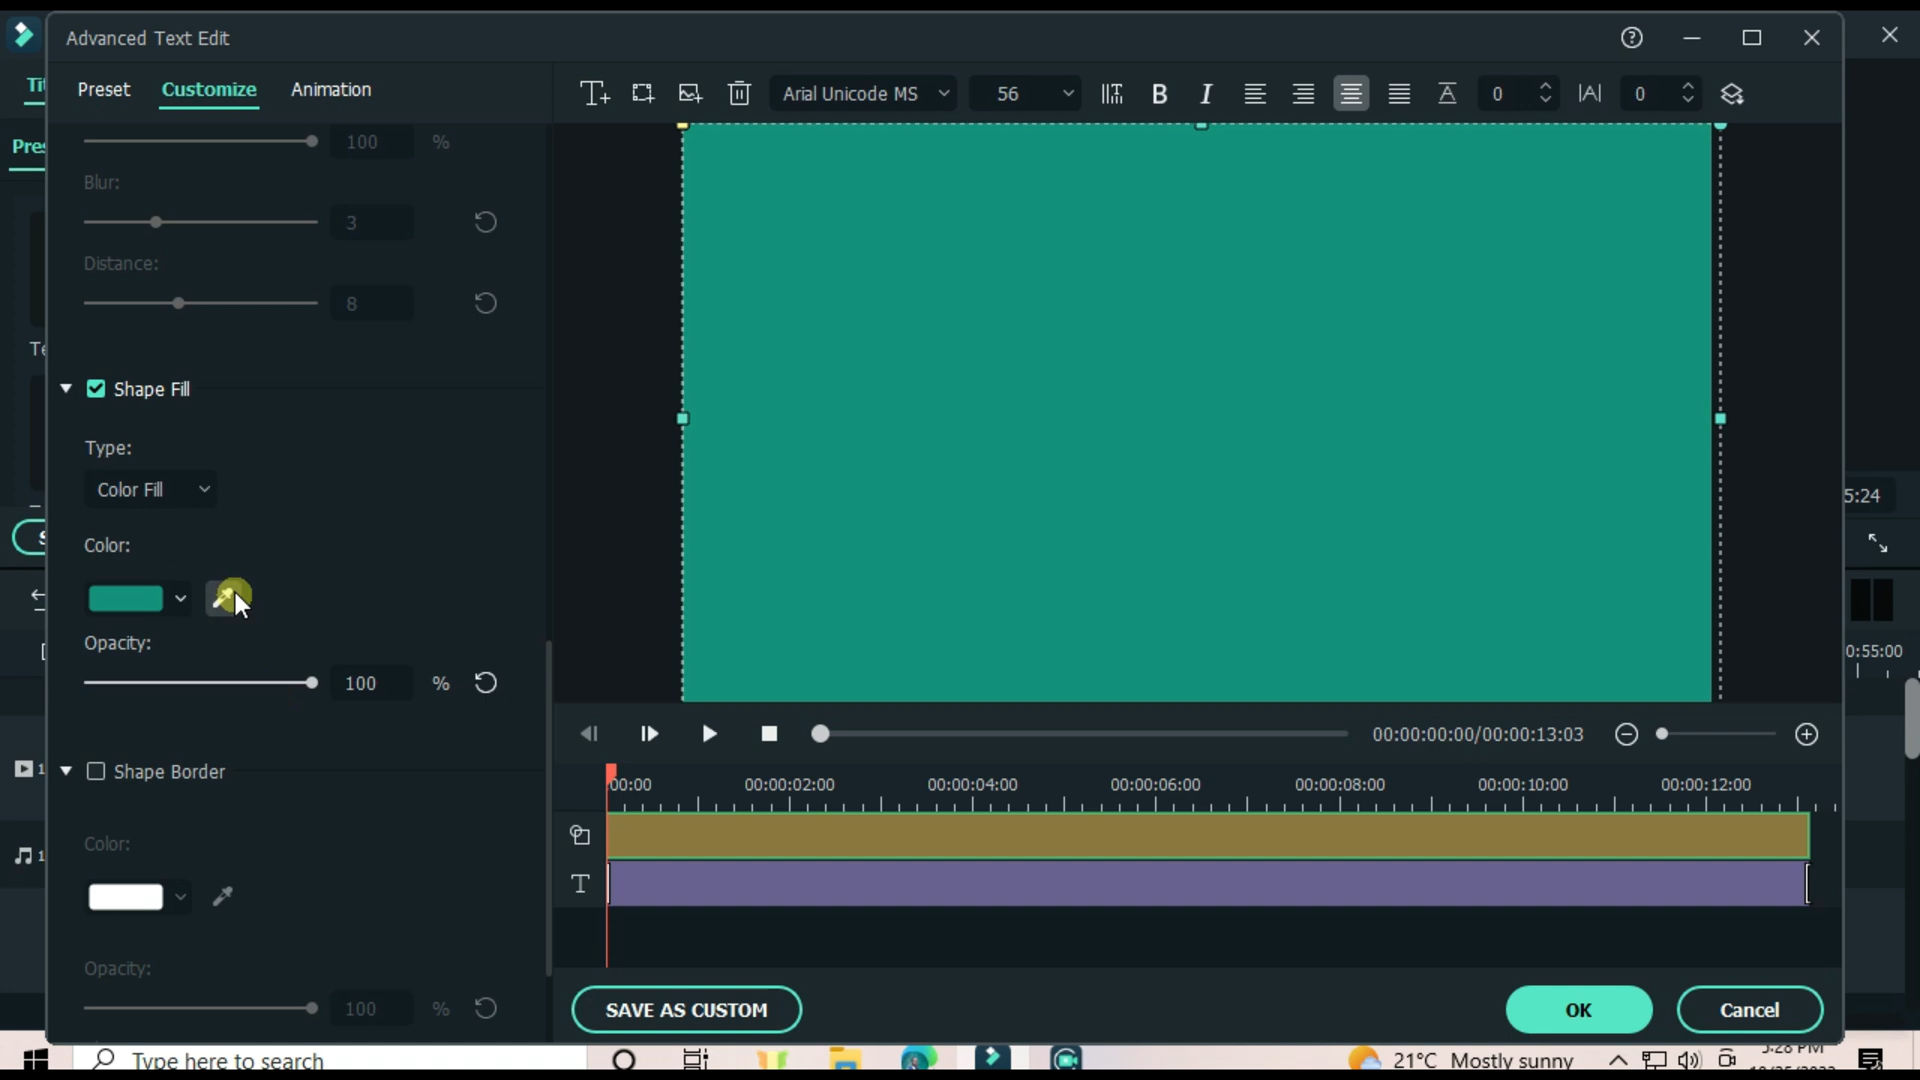 Advanced Text Edit
Preset Customize Animation
Arial Unicode MS 56 0 0
100 %
Blur:
3
Distance:
8
Shape Fill
Type:
Color Fill
Color:
Opacity:
100 %
5:24
0:55:00
00:00:00:00/00:00:13:03
00:00 00:00:02:00 00:00:04:00 00:00:06:00 00:00:08:00 00:00:10:00 00:00:12:00
Shape Border
Color:
Opacity:
100 %
SAVE AS CUSTOM OK Cancel
Type here to search
21°C Mostly sunny
5:28 PM